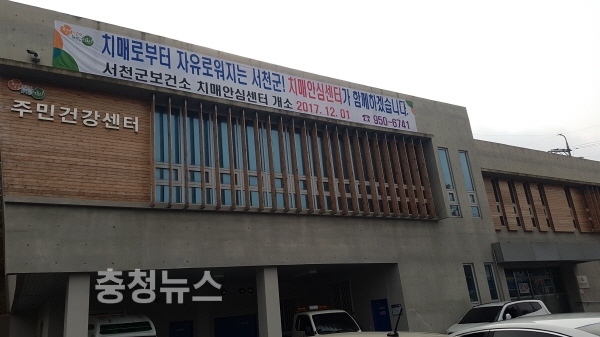 치매로부터 자유로워지는 서천군! 치매안심센터가 함께하겠습니다.
서천군보건소 치매안심센터 개소 2017. 12. 01 ☎ 950-6741
주민건강센터
충청뉴스